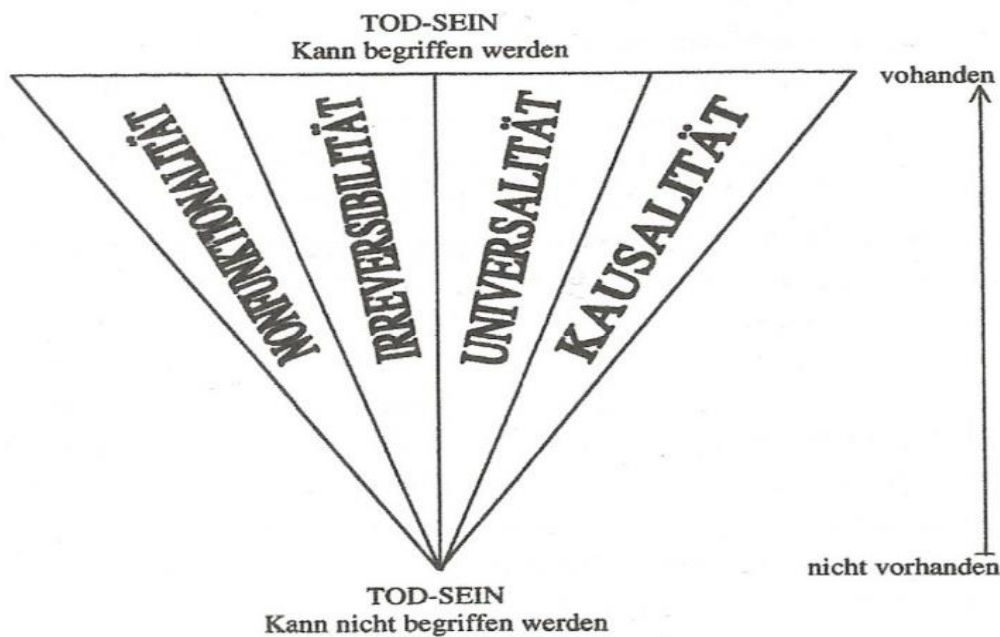 TOD-SEIN
Kann begriffen werden
vohanden
NONFUNKTIONALITÄT
IRREVERSIBILITÄT
UNIVERSALITÄT
KAUSALITÄT
nicht vorhanden
TOD-SEIN
Kann nicht begriffen werden